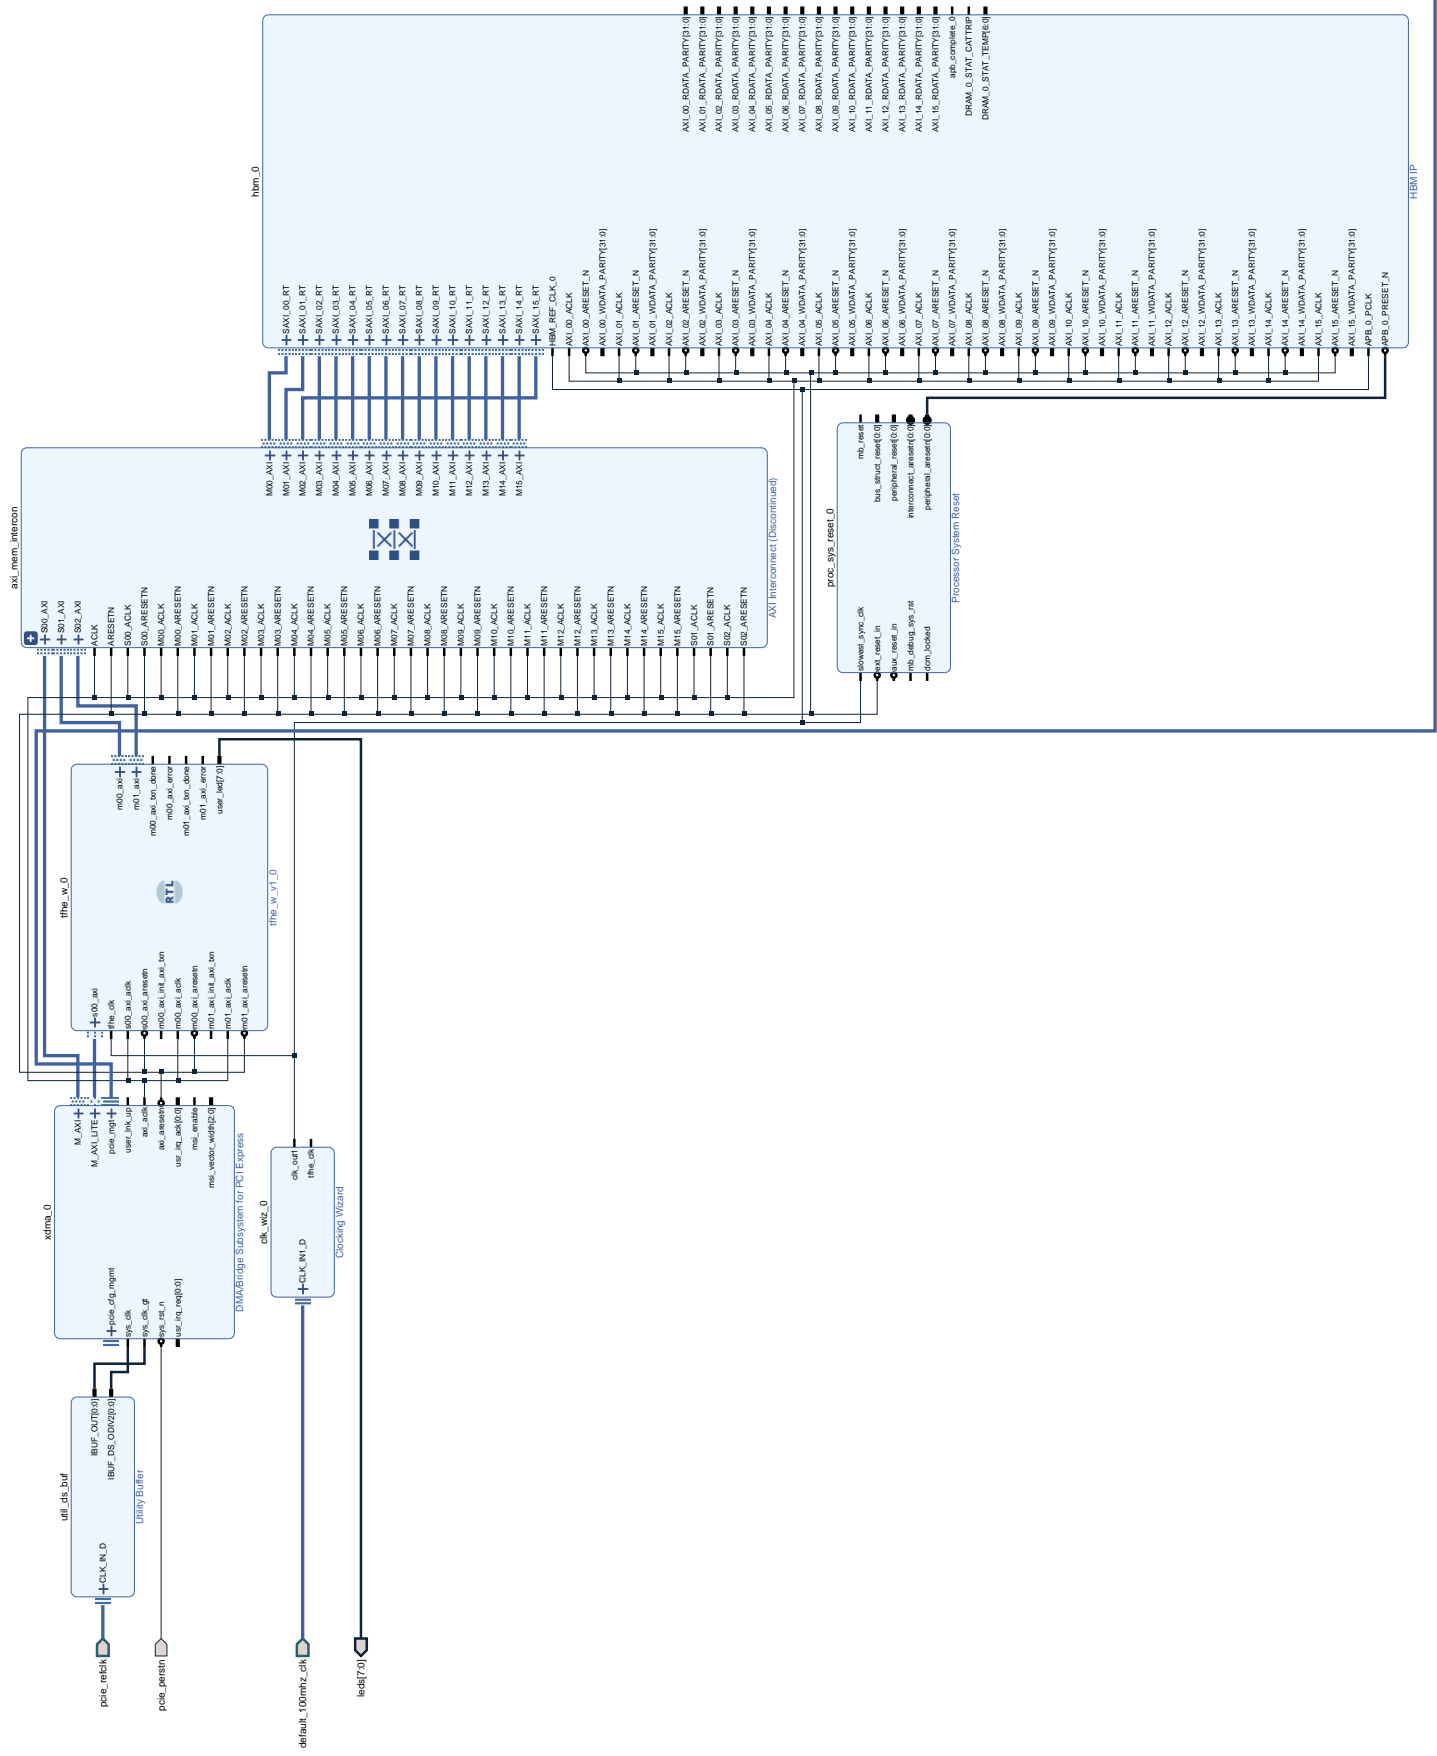 pcie_refclk
pcie_perstn
default_100mhz_clk
leds[7:0]
util_ds_buf
CLK_IN_D
IBUF_OUT[0:0]
IBUF_DS_ODIV2[0:0]
Utility Buffer
xdma_0
pcie_cfg_mgmt
sys_clk
sys_clk_gt
sys_rst_n
usr_irq_req[0:0]
M_AXI
M_AXI_LITE
pcie_mgt
user_lnk_up
axi_aclk
axi_aresetn
usr_irq_ack[0:0]
msi_enable
msi_vector_width[2:0]
DMA/Bridge Subsystem for PCI Express
clk_wiz_0
CLK_IN1_D
clk_out1
tfhe_clk
Clocking Wizard
tfhe_w_0
s00_axi
tfhe_clk
s00_axi_aclk
s00_axi_aresetn
m00_axi_init_axi_txn
m00_axi_aclk
m00_axi_aresetn
m01_axi_init_axi_txn
m01_axi_aclk
m01_axi_aresetn
RTL
m00_axi
m01_axi
m00_axi_txn_done
m00_axi_error
m01_axi_txn_done
m01_axi_error
user_led[7:0]
tfhe_w_v1_0
axi_mem_intercon
S00_AXI
S01_AXI
S02_AXI
ACLK
ARESETN
S00_ACLK
S00_ARESETN
M00_ACLK
M00_ARESETN
M01_ACLK
M01_ARESETN
M02_ACLK
M02_ARESETN
M03_ACLK
M03_ARESETN
M04_ACLK
M04_ARESETN
M05_ACLK
M05_ARESETN
M06_ACLK
M06_ARESETN
M07_ACLK
M07_ARESETN
M08_ACLK
M08_ARESETN
M09_ACLK
M09_ARESETN
M10_ACLK
M10_ARESETN
M11_ACLK
M11_ARESETN
M12_ACLK
M12_ARESETN
M13_ACLK
M13_ARESETN
M14_ACLK
M14_ARESETN
M15_ACLK
M15_ARESETN
S01_ACLK
S01_ARESETN
S02_ACLK
S02_ARESETN
M00_AXI
M01_AXI
M02_AXI
M03_AXI
M04_AXI
M05_AXI
M06_AXI
M07_AXI
M08_AXI
M09_AXI
M10_AXI
M11_AXI
M12_AXI
M13_AXI
M14_AXI
M15_AXI
AXI Interconnect (Discontinued)
proc_sys_reset_0
slowest_sync_clk
ext_reset_in
aux_reset_in
mb_debug_sys_rst
dcm_locked
mb_reset
bus_struct_reset[0:0]
peripheral_reset[0:0]
interconnect_aresetn[0:0]
peripheral_aresetn[0:0]
Processor System Reset
hbm_0
SAXI_00_RT
SAXI_01_RT
SAXI_02_RT
SAXI_03_RT
SAXI_04_RT
SAXI_05_RT
SAXI_06_RT
SAXI_07_RT
SAXI_08_RT
SAXI_09_RT
SAXI_10_RT
SAXI_11_RT
SAXI_12_RT
SAXI_13_RT
SAXI_14_RT
SAXI_15_RT
HBM_REF_CLK_0
AXI_00_ACLK
AXI_00_ARESET_N
AXI_00_WDATA_PARITY[31:0]
AXI_01_ACLK
AXI_01_ARESET_N
AXI_01_WDATA_PARITY[31:0]
AXI_02_ACLK
AXI_02_ARESET_N
AXI_02_WDATA_PARITY[31:0]
AXI_03_ACLK
AXI_03_ARESET_N
AXI_03_WDATA_PARITY[31:0]
AXI_04_ACLK
AXI_04_ARESET_N
AXI_04_WDATA_PARITY[31:0]
AXI_05_ACLK
AXI_05_ARESET_N
AXI_05_WDATA_PARITY[31:0]
AXI_06_ACLK
AXI_06_ARESET_N
AXI_06_WDATA_PARITY[31:0]
AXI_07_ACLK
AXI_07_ARESET_N
AXI_07_WDATA_PARITY[31:0]
AXI_08_ACLK
AXI_08_ARESET_N
AXI_08_WDATA_PARITY[31:0]
AXI_09_ACLK
AXI_09_ARESET_N
AXI_09_WDATA_PARITY[31:0]
AXI_10_ACLK
AXI_10_ARESET_N
AXI_10_WDATA_PARITY[31:0]
AXI_11_ACLK
AXI_11_ARESET_N
AXI_11_WDATA_PARITY[31:0]
AXI_12_ACLK
AXI_12_ARESET_N
AXI_12_WDATA_PARITY[31:0]
AXI_13_ACLK
AXI_13_ARESET_N
AXI_13_WDATA_PARITY[31:0]
AXI_14_ACLK
AXI_14_ARESET_N
AXI_14_WDATA_PARITY[31:0]
AXI_15_ACLK
AXI_15_ARESET_N
AXI_15_WDATA_PARITY[31:0]
APB_0_PCLK
APB_0_PRESET_N
AXI_00_RDATA_PARITY[31:0]
AXI_01_RDATA_PARITY[31:0]
AXI_02_RDATA_PARITY[31:0]
AXI_03_RDATA_PARITY[31:0]
AXI_04_RDATA_PARITY[31:0]
AXI_05_RDATA_PARITY[31:0]
AXI_06_RDATA_PARITY[31:0]
AXI_07_RDATA_PARITY[31:0]
AXI_08_RDATA_PARITY[31:0]
AXI_09_RDATA_PARITY[31:0]
AXI_10_RDATA_PARITY[31:0]
AXI_11_RDATA_PARITY[31:0]
AXI_12_RDATA_PARITY[31:0]
AXI_13_RDATA_PARITY[31:0]
AXI_14_RDATA_PARITY[31:0]
AXI_15_RDATA_PARITY[31:0]
apb_complete_0
DRAM_0_STAT_CATTRIP
DRAM_0_STAT_TEMP[6:0]
HBM IP